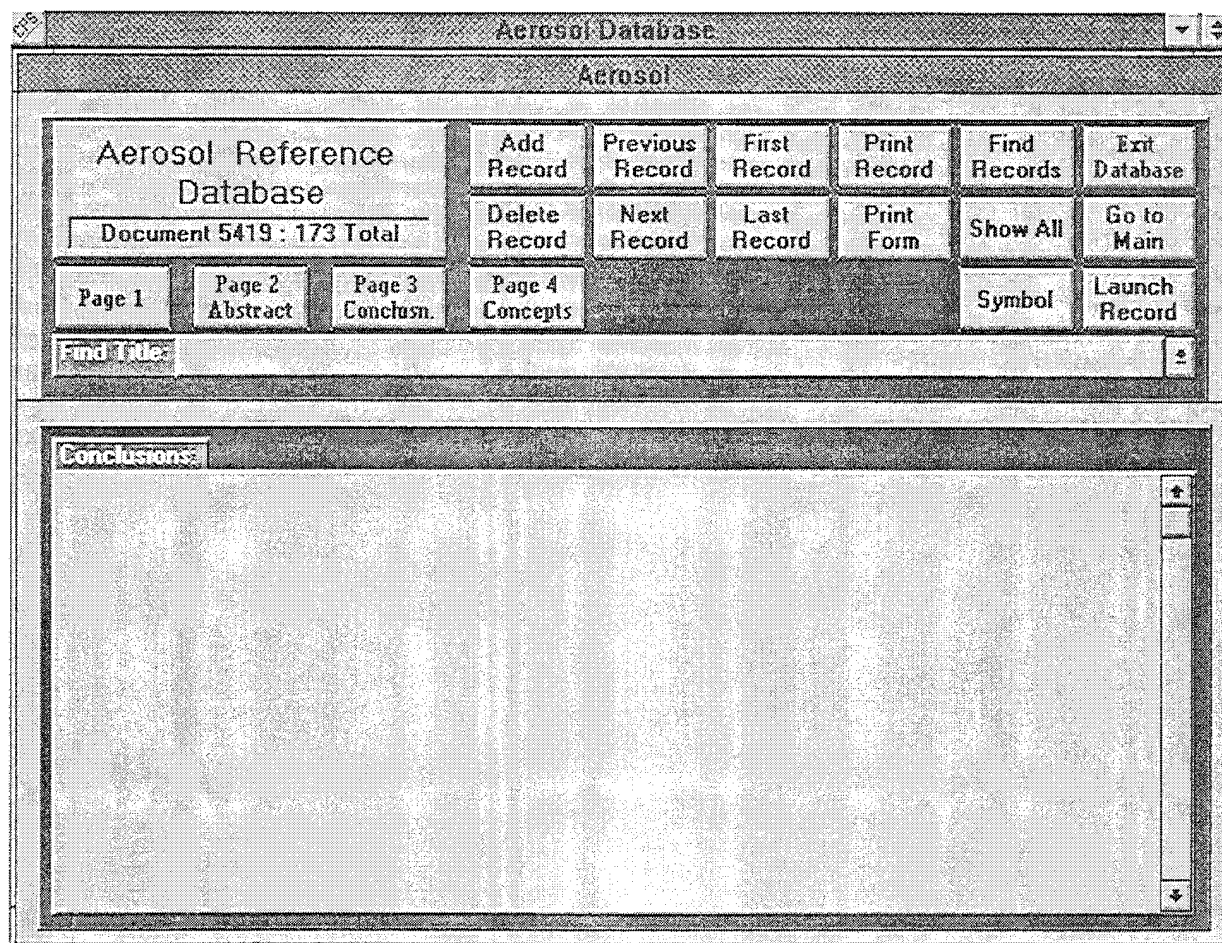 CPS
Aerosol Database
Aerosol
Aerosol Reference
Database
Document 5419 : 173 Total
Add
Record
Previous
Record
First
Record
Print
Record
Find
Records
Exit
Database
Delete
Record
Next
Record
Last
Record
Print
Form
Show All
Go to
Main
Page 1
Page 2
Abstract
Page 3
Conclusn.
Page 4
Concepts
Symbol
Launch
Record
Find Title:
Conclusions: